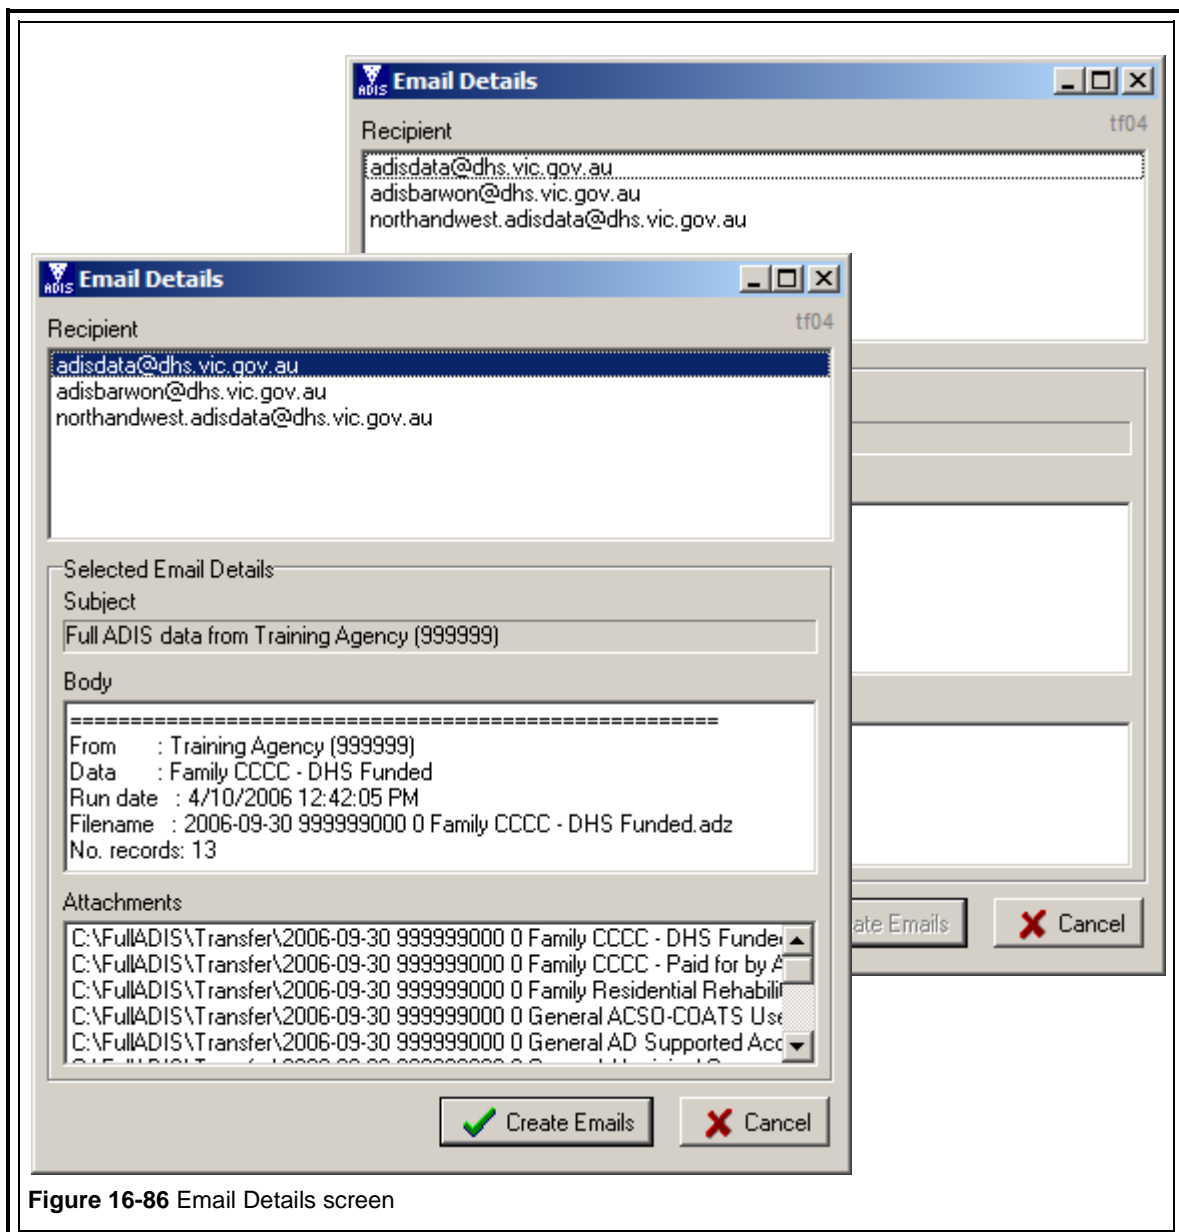 ADIS Email Details
tf04
Recipient
adisdata@dhs.vic.gov.au
adisbarwon@dhs.vic.gov.au
northandwest.adisdata@dhs.vic.gov.au
ate Emails
Cancel
ADIS Email Details
tf04
Recipient
adisdata@dhs.vic.gov.au
adisbarwon@dhs.vic.gov.au
northandwest.adisdata@dhs.vic.gov.au
Selected Email Details
Subject
Full ADIS data from Training Agency (999999)
Body
======================================================
From : Training Agency (999999)
Data : Family CCCC - DHS Funded
Run date : 4/10/2006 12:42:05 PM
Filename : 2006-09-30 999999000 0 Family CCCC - DHS Funded.adz
No. records: 13
Attachments
C:\FullADIS\Transfer\2006-09-30 999999000 0 Family CCCC - DHS Funde
C:\FullADIS\Transfer\2006-09-30 999999000 0 Family CCCC - Paid for by A
C:\FullADIS\Transfer\2006-09-30 999999000 0 Family Residential Rehabilit
C:\FullADIS\Transfer\2006-09-30 999999000 0 General ACSO-COATS Use
C:\FullADIS\Transfer\2006-09-30 999999000 0 General AD Supported Acc
Create Emails
Cancel
Figure 16-86 Email Details screen